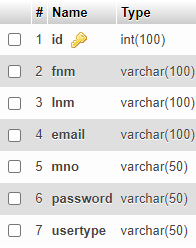 # Name Type
1 id int(100)
2 fnm varchar(100)
3 lnm varchar(100)
4 email varchar(100)
5 mno varchar(50)
6 password varchar(50)
7 usertype varchar(50)